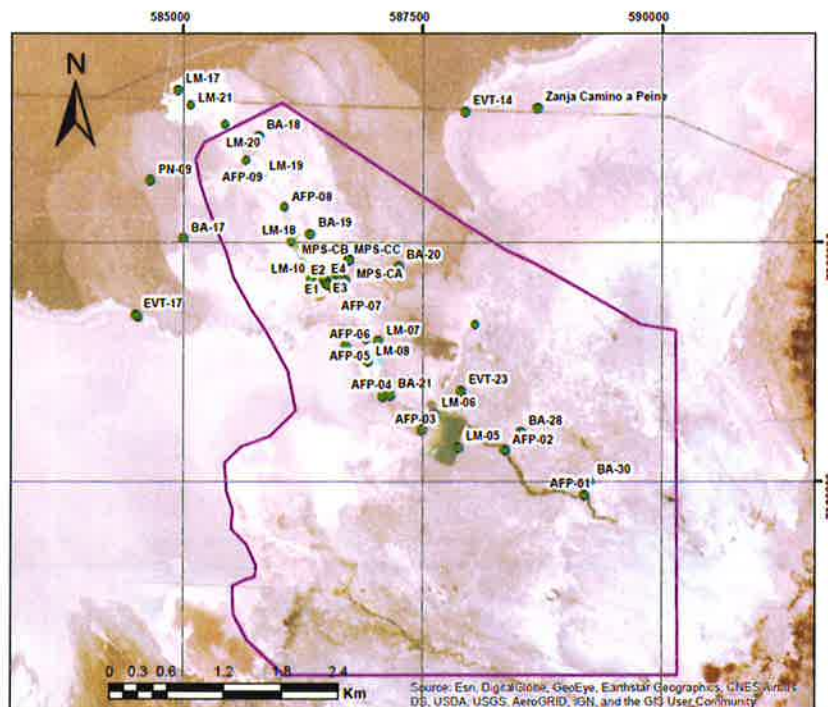 585000 587500 590000
N
LM-17
LM-21
EVT-14
Zanja Camino a Peine
BA-18
LM-20
LM-19
AFP-09
PN-09
AFP-08
BA-17
BA-19
LM-18
MPS-CB MPS-CC
BA-20
LM-10 E2 E4
MPS-CA
E1 E3
AFP-07
EVT-17
AFP-06 LM-07
LM-08
AFP-05
AFP-04 BA-21
EVT-23
LM-06
AFP-03
BA-28
LM-05
AFP-02
BA-30
AFP-01
0 0.3 0.6 1.2 1.8 2.4
Km
Source: Esri, DigitalGlobe, GeoEye, Earthstar Geographics, CNES/Airbus
DS, USDA, USGS, AeroGRID, IGN, and the GIS User Community